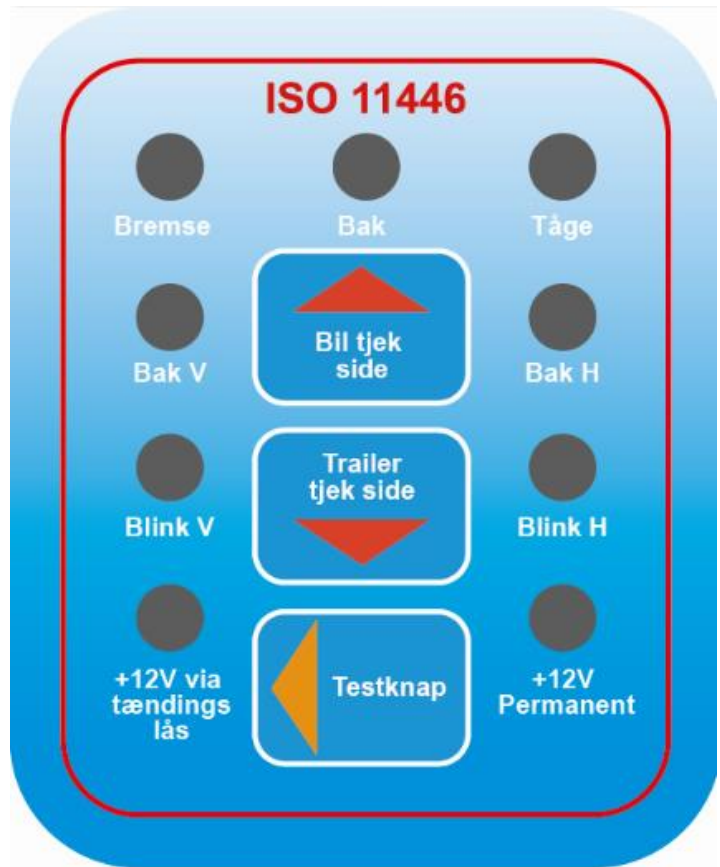 ISO 11446
Bremse
Bak
Tåge
Bil tjek
side
Bak V
Bak H
Trailer
tjek side
Blink V
Blink H
+12V via
tændings
lås
Testknap
+12V
Permanent